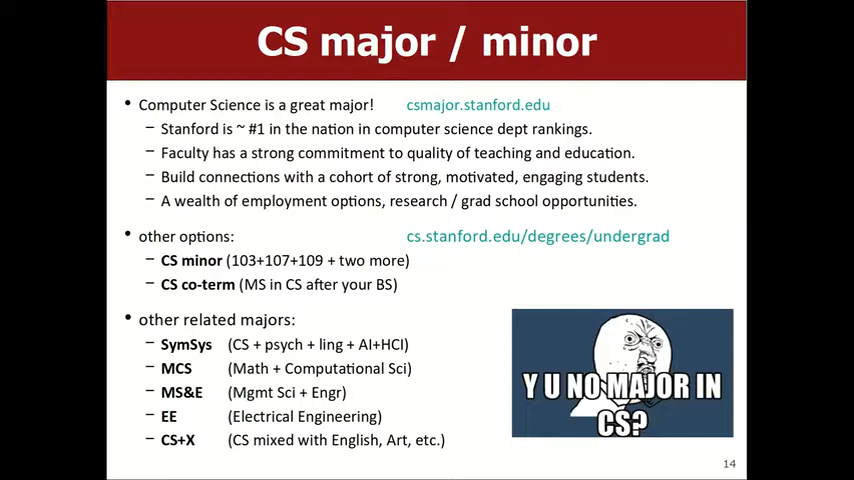 CS major / minor
• Computer Science is a great major! csmajor.stanford.edu
– Stanford is ~ #1 in the nation in computer science dept rankings.
– Faculty has a strong commitment to quality of teaching and education.
– Build connections with a cohort of strong, motivated, engaging students.
– A wealth of employment options, research / grad school opportunities.
• other options: cs.stanford.edu/degrees/undergrad
– CS minor (103+107+109 + two more)
– CS co-term (MS in CS after your BS)
• other related majors:
– SymSys (CS + psych + ling + AI+HCI)
– MCS (Math + Computational Sci)
– MS&E (Mgmt Sci + Engr)
– EE (Electrical Engineering)
– CS+X (CS mixed with English, Art, etc.)
Y U NO MAJOR IN
CS?
14